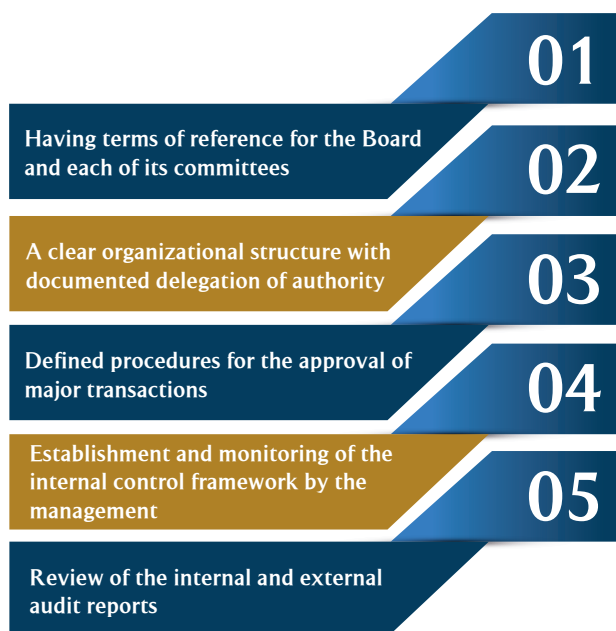 01
Having terms of reference for the Board
and each of its committees
02
A clear organizational structure with
documented delegation of authority
03
Defined procedures for the approval of
major transactions
04
Establishment and monitoring of the
internal control framework by the
management
05
Review of the internal and external
audit reports